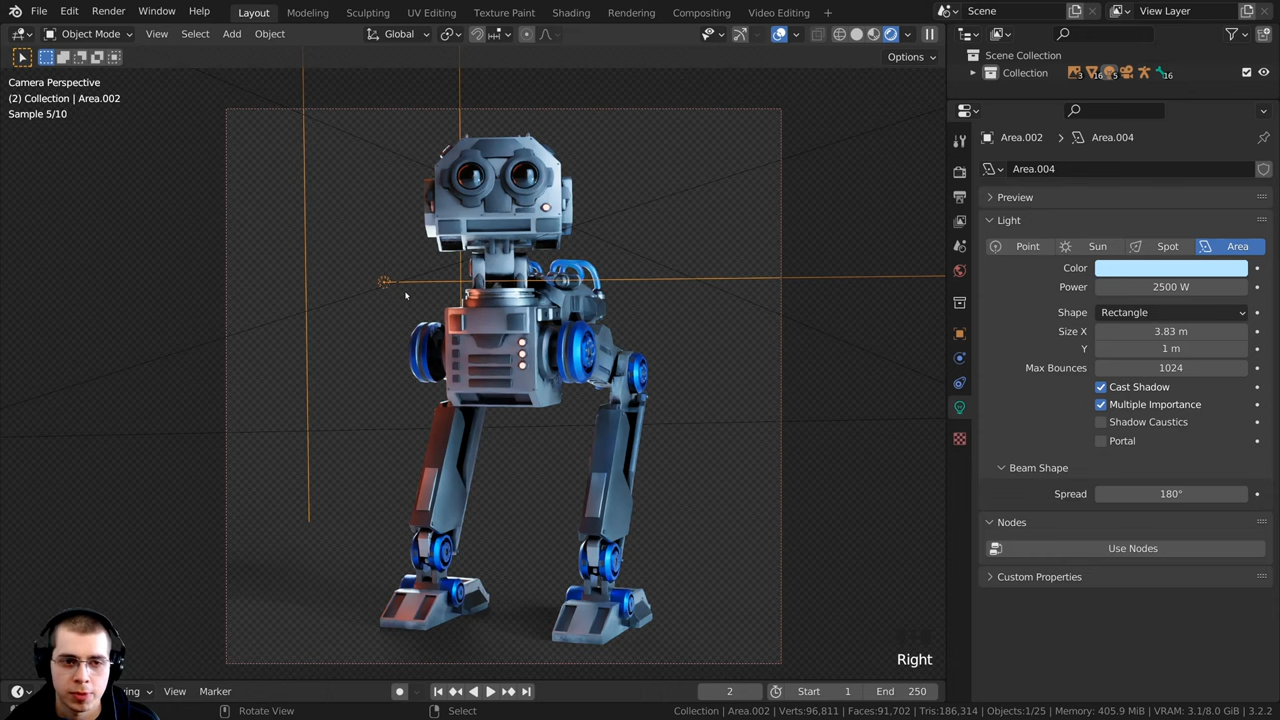 File Edit Render Window Help Layout Modeling Sculpting UV Editing Texture Paint Shading Rendering Compositing Video Editing + Scene View Layer
Object Mode View Select Add Object Global
Options
Camera Perspective
(2) Collection | Area.002
Sample 5/10
Right
Scene Collection
Collection 3 16 5 16
Area.002 > Area.004
Area.004
Preview
Light
Point Sun Spot Area
Color
Power 2500 W
Shape Rectangle
Size X 3.83 m
Y 1 m
Max Bounces 1024
Cast Shadow
Multiple Importance
Shadow Caustics
Portal
Beam Shape
Spread 180°
Nodes
Use Nodes
Custom Properties
View Marker 2 Start 1 End 250
Rotate View Select Collection | Area.002 | Verts:96,811 | Faces:91,702 | Tris:186,314 | Objects:1/25 | Memory: 405.9 MiB | VRAM: 3.1/8.0 GiB | 3.2.2